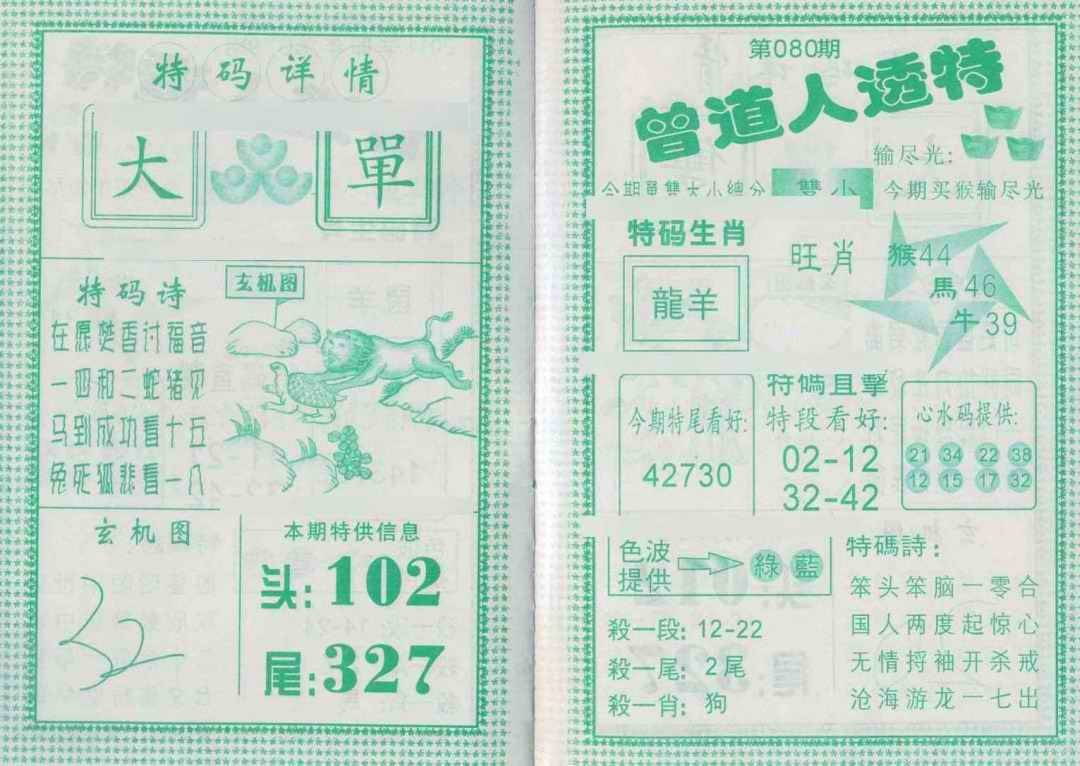 特码详情
大 單
特码诗
在愿焚香讨福音
一四和二蛇猪见
马到成功看十五
兔死狐悲看一八
玄机图
玄机图
本期特供信息
头:102
尾:327
第080期
曾道人透特
输尽光:
今期單雙大小總分 雙小
今期买猴输尽光
特码生肖
龍羊
旺肖
猴44
馬46
牛39
今期特尾看好:
42730
特碼直擊
特段看好:
02-12
32-42
心水码提供:
21 34 22 38
12 15 17 32
色波
提供
綠 藍
殺一段: 12-22
殺一尾: 2尾
殺一肖: 狗
特碼詩:
笨头笨脑一零合
国人两度起惊心
无情捋袖开杀戒
沧海游龙一七出